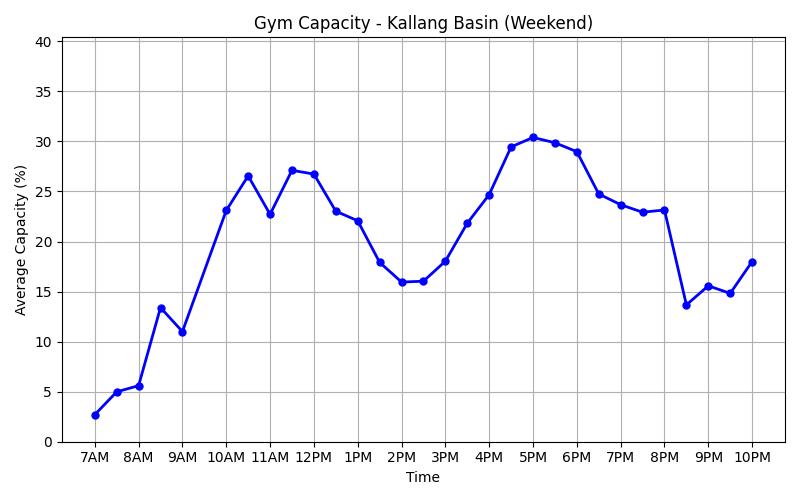 Gym Capacity - Kallang Basin (Weekend)
Average Capacity (%)
40
35
30
25
20
15
10
5
0
7AM 8AM 9AM 10AM 11AM 12PM 1PM 2PM 3PM 4PM 5PM 6PM 7PM 8PM 9PM 10PM
Time